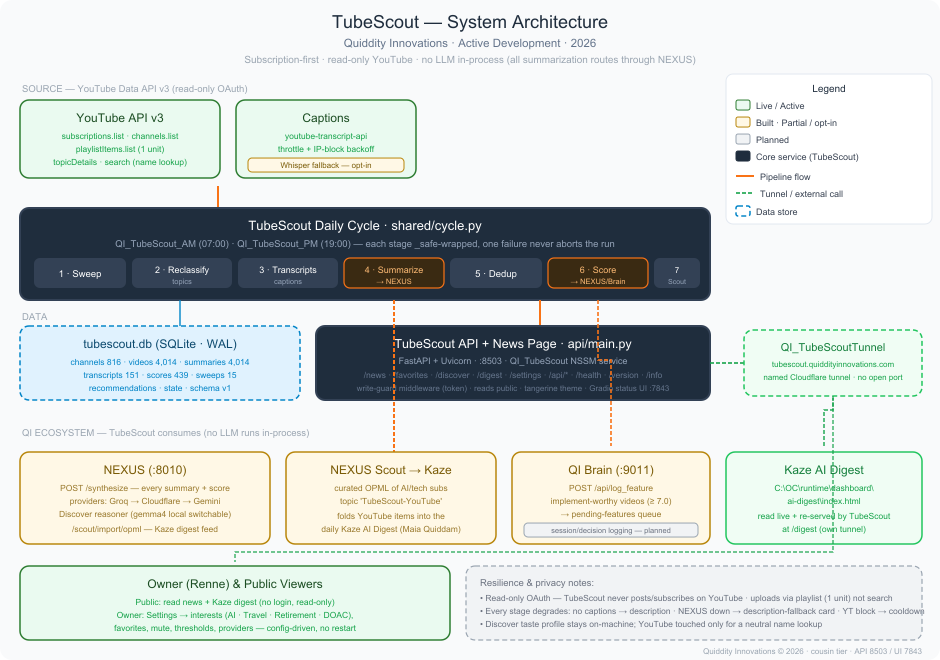 TubeScout — System Architecture
Quiddity Innovations · Active Development · 2026
Subscription-first · read-only YouTube · no LLM in-process (all summarization routes through NEXUS)
SOURCE — YouTube Data API v3 (read-only OAuth)
YouTube API v3
subscriptions.list · channels.list
playlistItems.list (1 unit)
topicDetails · search (name lookup)
Captions
youtube-transcript-api
throttle + IP-block backoff
Whisper fallback — opt-in
Legend
Live / Active
Built · Partial / opt-in
Planned
Core service (TubeScout)
Pipeline flow
Tunnel / external call
Data store
TubeScout Daily Cycle · shared/cycle.py
QI_TubeScout_AM (07:00) · QI_TubeScout_PM (19:00) — each stage _safe-wrapped, one failure never aborts the run
1 · Sweep
2 · Reclassify
topics
3 · Transcripts
captions
4 · Summarize
→ NEXUS
5 · Dedup
6 · Score
→ NEXUS/Brain
7
Scout
DATA
tubescout.db (SQLite · WAL)
channels 816 · videos 4,014 · summaries 4,014
transcripts 151 · scores 439 · sweeps 15
recommendations · state · schema v1
TubeScout API + News Page · api/main.py
FastAPI + Uvicorn · :8503 · QI_TubeScout NSSM service
/news · /favorites · /discover · /digest · /settings · /api/* · /health · /version · /info
write-guard middleware (token) · reads public · tangerine theme · Gradio status UI :7843
QI_TubeScoutTunnel
tubescout.quiddityinnovations.com
named Cloudflare tunnel · no open port
QI ECOSYSTEM — TubeScout consumes (no LLM runs in-process)
NEXUS (:8010)
POST /synthesize — every summary + score
providers: Groq → Cloudflare → Gemini
Discover reasoner (gemma4 local switchable)
/scout/import/opml — Kaze digest feed
NEXUS Scout → Kaze
curated OPML of AI/tech subs
topic 'TubeScout-YouTube'
folds YouTube items into the
daily Kaze AI Digest (Maia Quiddam)
QI Brain (:9011)
POST /api/log_feature
implement-worthy videos (≥ 7.0)
→ pending-features queue
session/decision logging — planned
Kaze AI Digest
C:\OC\runtime\dashboard\
ai-digest\index.html
read live + re-served by TubeScout
at /digest (own tunnel)
Owner (Renne) & Public Viewers
Public: read news + Kaze digest (no login, read-only)
Owner: Settings → interests (AI · Travel · Retirement · DOAC),
favorites, mute, thresholds, providers — config-driven, no restart
Resilience & privacy notes:
• Read-only OAuth — TubeScout never posts/subscribes on YouTube · uploads via playlist (1 unit) not search
• Every stage degrades: no captions → description · NEXUS down → description-fallback card · YT block → cooldown
• Discover taste profile stays on-machine; YouTube touched only for a neutral name lookup
Quiddity Innovations © 2026 · cousin tier · API 8503 / UI 7843